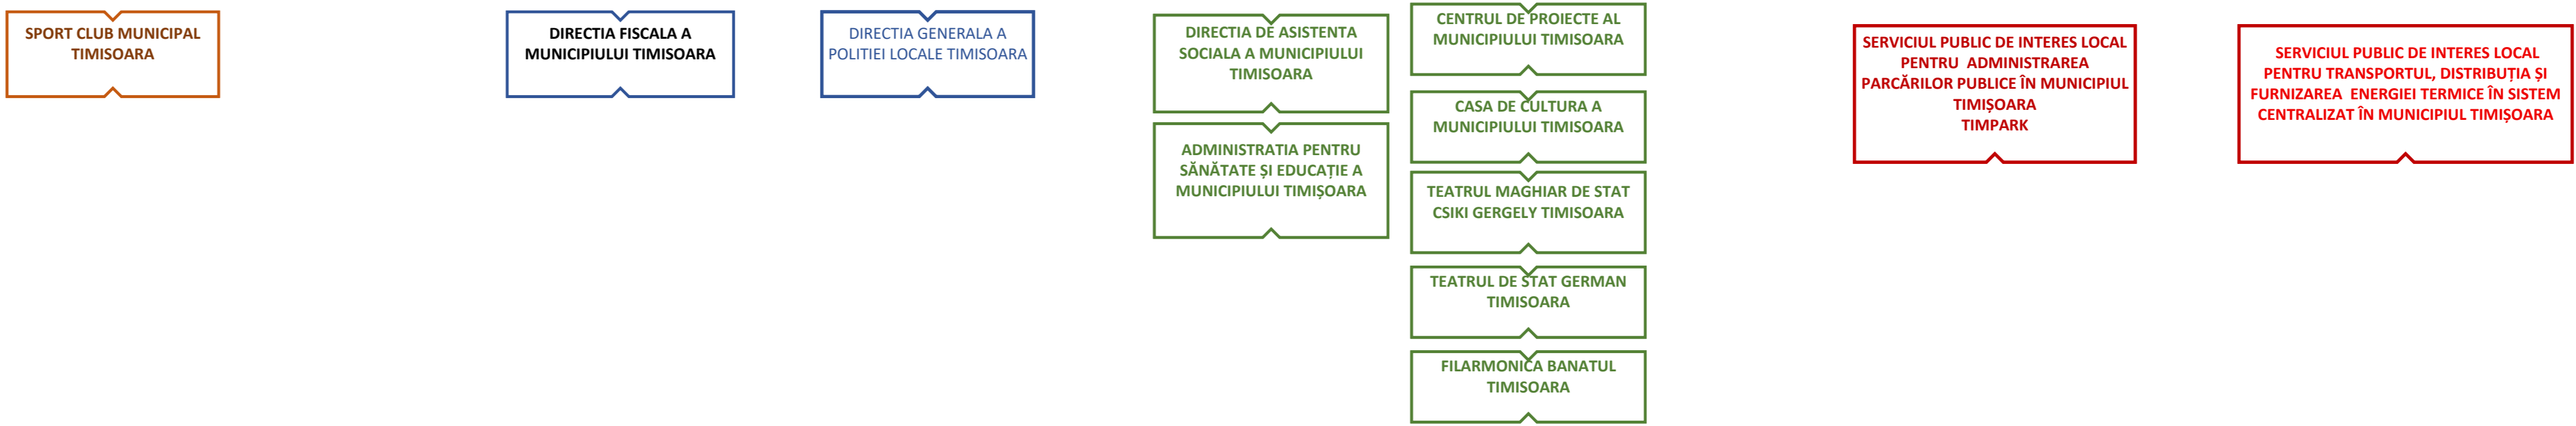 SPORT CLUB MUNICIPAL
TIMISOARA
DIRECTIA FISCALA A
MUNICIPIULUI TIMISOARA
DIRECTIA GENERALA A
POLITIEI LOCALE TIMISOARA
DIRECTIA DE ASISTENTA
SOCIALA A MUNICIPIULUI
TIMISOARA
ADMINISTRATIA PENTRU
SĂNĂTATE ȘI EDUCAȚIE A
MUNICIPIULUI TIMIȘOARA
CENTRUL DE PROIECTE AL
MUNICIPIULUI TIMISOARA
CASA DE CULTURA A
MUNICIPIULUI TIMISOARA
TEATRUL MAGHIAR DE STAT
CSIKI GERGELY TIMISOARA
TEATRUL DE STAT GERMAN
TIMISOARA
FILARMONICA BANATUL
TIMISOARA
SERVICIUL PUBLIC DE INTERES LOCAL
PENTRU ADMINISTRAREA
PARCĂRILOR PUBLICE ÎN MUNICIPIUL
TIMIȘOARA
TIMPARK
SERVICIUL PUBLIC DE INTERES LOCAL
PENTRU TRANSPORTUL, DISTRIBUȚIA ȘI
FURNIZAREA ENERGIEI TERMICE ÎN SISTEM
CENTRALIZAT ÎN MUNICIPIUL TIMIȘOARA